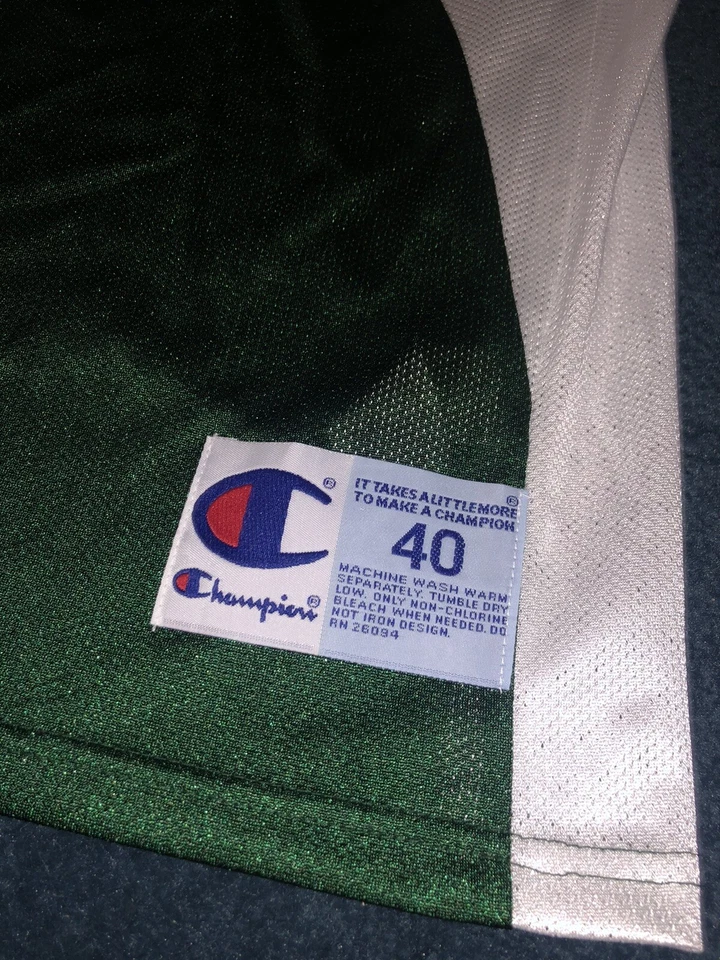 ®
Champion®
IT TAKES A LITTLE MORE®
TO MAKE A CHAMPION
40
MACHINE WASH WARM
SEPARATELY. TUMBLE DRY
LOW. ONLY NON-CHLORINE
BLEACH WHEN NEEDED. DO
NOT IRON DESIGN.
RN 26094